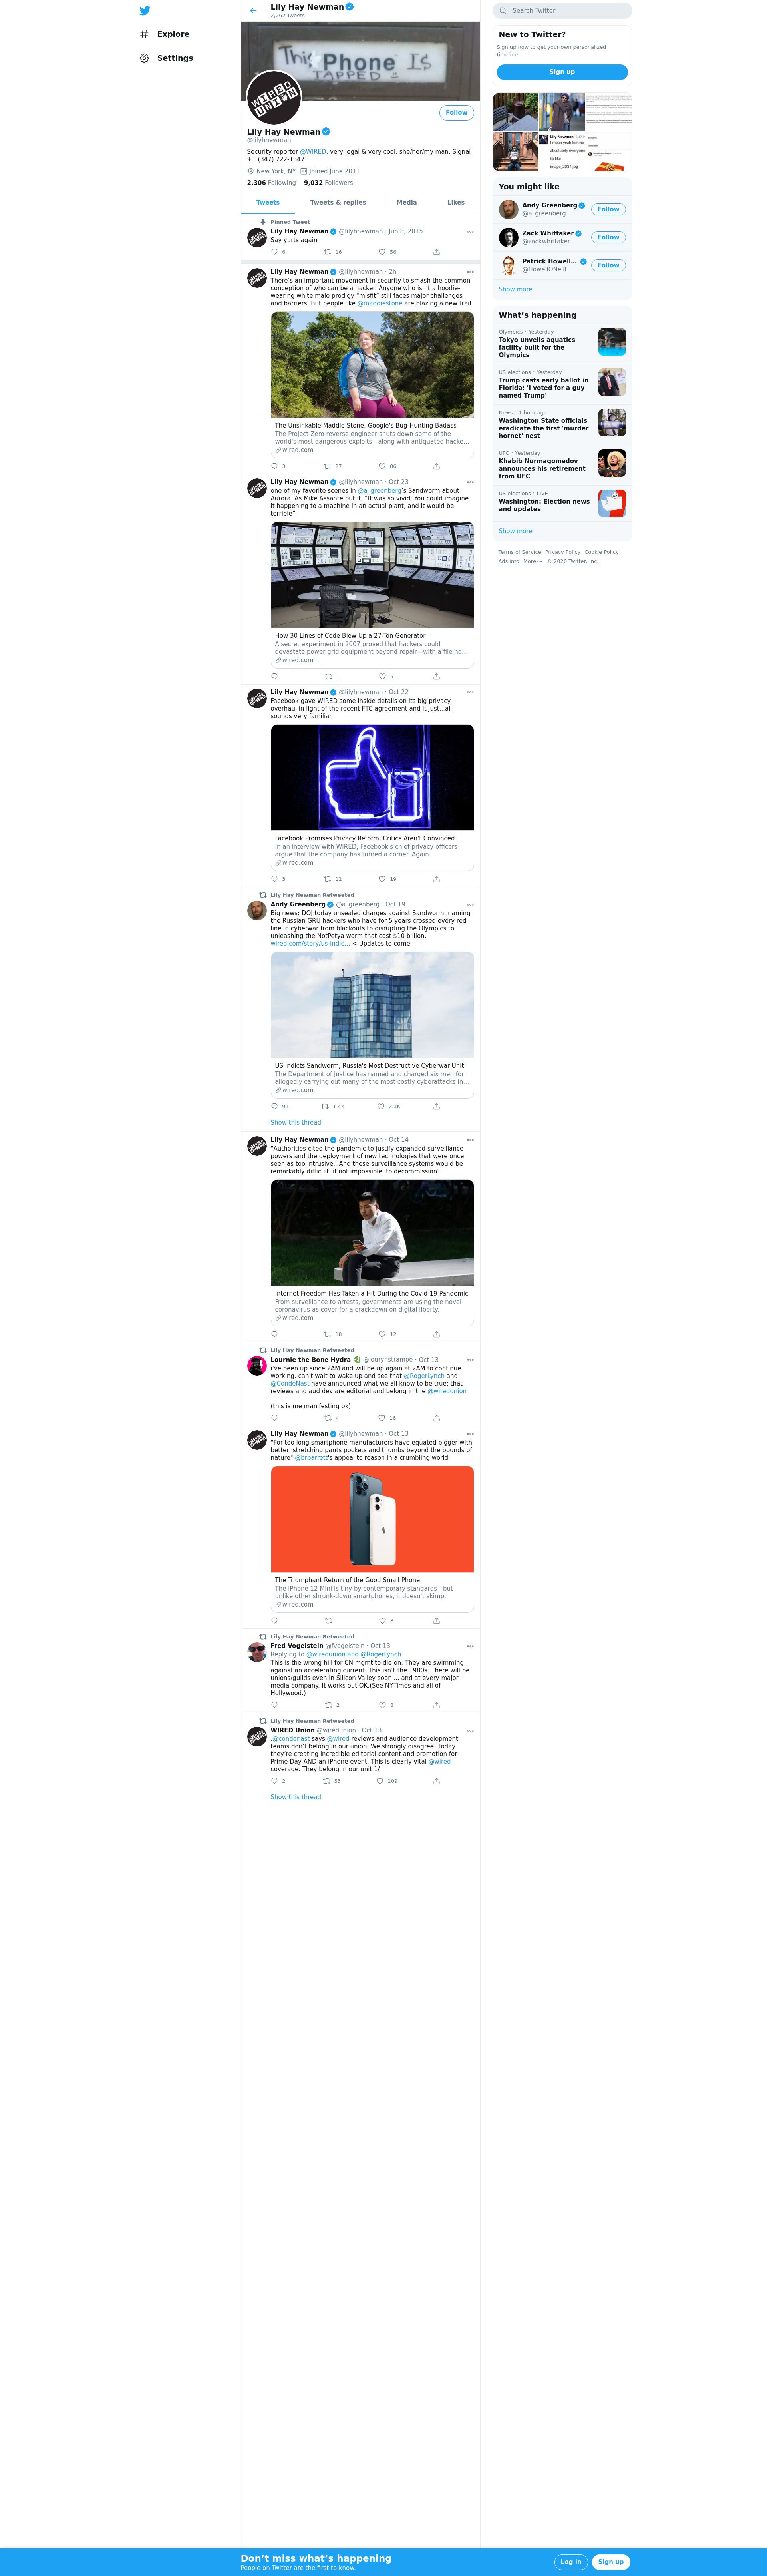 Explore
Settings
Lily Hay Newman
2,262 Tweets
This Phone Is
TAPPED
WIRED
UNION
Follow
Lily Hay Newman
@lilyhnewman
Security reporter @WIRED. very legal & very cool. she/her/my man. Signal
+1 (347) 722-1347
New York, NY Joined June 2011
2,306 Following 9,032 Followers
Tweets Tweets & replies Media Likes
Pinned Tweet
Lily Hay Newman @lilyhnewman · Jun 8, 2015
Say yurts again
6 16 56
Lily Hay Newman @lilyhnewman · 2h
There's an important movement in security to smash the common
conception of who can be a hacker. Anyone who isn't a hoodie-
wearing white male prodigy "misfit" still faces major challenges
and barriers. But people like @maddiestone are blazing a new trail
The Unsinkable Maddie Stone, Google's Bug-Hunting Badass
The Project Zero reverse engineer shuts down some of the
world's most dangerous exploits—along with antiquated hacke...
wired.com
3 27 86
Lily Hay Newman @lilyhnewman · Oct 23
one of my favorite scenes in @a_greenberg's Sandworm about
Aurora. As Mike Assante put it, "It was so vivid. You could imagine
it happening to a machine in an actual plant, and it would be
terrible"
How 30 Lines of Code Blew Up a 27-Ton Generator
A secret experiment in 2007 proved that hackers could
devastate power grid equipment beyond repair—with a file no...
wired.com
1 5
Lily Hay Newman @lilyhnewman · Oct 22
Facebook gave WIRED some inside details on its big privacy
overhaul in light of the recent FTC agreement and it just...all
sounds very familiar
Facebook Promises Privacy Reform. Critics Aren't Convinced
In an interview with WIRED, Facebook's chief privacy officers
argue that the company has turned a corner. Again.
wired.com
3 11 19
Lily Hay Newman Retweeted
Andy Greenberg @a_greenberg · Oct 19
Big news: DOJ today unsealed charges against Sandworm, naming
the Russian GRU hackers who have for 5 years crossed every red
line in cyberwar from blackouts to disrupting the Olympics to
unleashing the NotPetya worm that cost $10 billion.
wired.com/story/us-indic... < Updates to come
US Indicts Sandworm, Russia's Most Destructive Cyberwar Unit
The Department of Justice has named and charged six men for
allegedly carrying out many of the most costly cyberattacks in...
wired.com
91 1.6K 2.3K
Show this thread
Lily Hay Newman @lilyhnewman · Oct 14
"Authorities cited the pandemic to justify expanded surveillance
powers and the deployment of new technologies that were once
seen as too intrusive...And these surveillance systems would be
remarkably difficult, if not impossible, to decommission"
Internet Freedom Has Taken a Hit During the Covid-19 Pandemic
From surveillance to arrests, governments are using the novel
coronavirus as cover for a crackdown on digital liberty.
wired.com
18 12
Lily Hay Newman Retweeted
Lournie the Bone Hydra @lourynstrampe · Oct 13
i've been up since 2AM and will be up again at 2AM to continue
working. can't wait to wake up and see that @RogerLynch and
@CondeNast have announced what we all know to be true: that
reviews and aud dev are editorial and belong in the @wiredunion
(this is me manifesting ok)
4 16
Lily Hay Newman @lilyhnewman · Oct 13
"For too long smartphone manufacturers have equated bigger with
better, stretching pants pockets and thumbs beyond the bounds of
nature" @brbarrett's appeal to reason in a crumbling world
The Triumphant Return of the Good Small Phone
The iPhone 12 Mini is tiny by contemporary standards—but
unlike other shrunk-down smartphones, it doesn't skimp.
wired.com
8
Lily Hay Newman Retweeted
Fred Vogelstein @fvogelstein · Oct 13
Replying to @wiredunion and @RogerLynch
This is the wrong hill for CN mgmt to die on. They are swimming
against an accelerating current. This isn't the 1980s. There will be
unions/guilds even in Silicon Valley soon ... and at every major
media company. It works out OK.(See NYTimes and all of
Hollywood.)
2 8
Lily Hay Newman Retweeted
WIRED Union @wiredunion · Oct 13
.@condenast says @wired reviews and audience development
teams don't belong in our union. We strongly disagree! Today
they're creating incredible editorial content and promotion for
Prime Day AND an iPhone event. This is clearly vital @wired
coverage. They belong in our unit 1/
2 53 109
Show this thread
Search Twitter
New to Twitter?
Sign up now to get your own personalized
timeline!
Sign up
Lily Newman
I mean yeah lemme
absolutely everyone
to like
image_2034.jpg
You might like
Andy Greenberg
@a_greenberg
Follow
Zack Whittaker
@zackwhittaker
Follow
Patrick Howell...
@HowellONeill
Follow
Show more
What's happening
Olympics · Yesterday
Tokyo unveils aquatics
facility built for the
Olympics
US elections · Yesterday
Trump casts early ballot in
Florida: 'I voted for a guy
named Trump'
News · 1 hour ago
Washington State officials
eradicate the first 'murder
hornet' nest
UFC · Yesterday
Khabib Nurmagomedov
announces his retirement
from UFC
US elections · LIVE
Washington: Election news
and updates
Show more
Terms of Service Privacy Policy Cookie Policy
Ads info More © 2020 Twitter, Inc.
Don't miss what's happening
People on Twitter are the first to know.
Log in Sign up